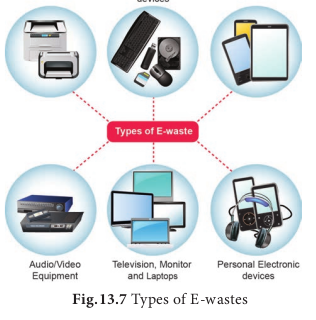 devices
Types of E-waste
Audio/Video
Equipment
Television, Monitor
and Laptops
Personal Electronic
devices
Fig.13.7 Types of E-wastes